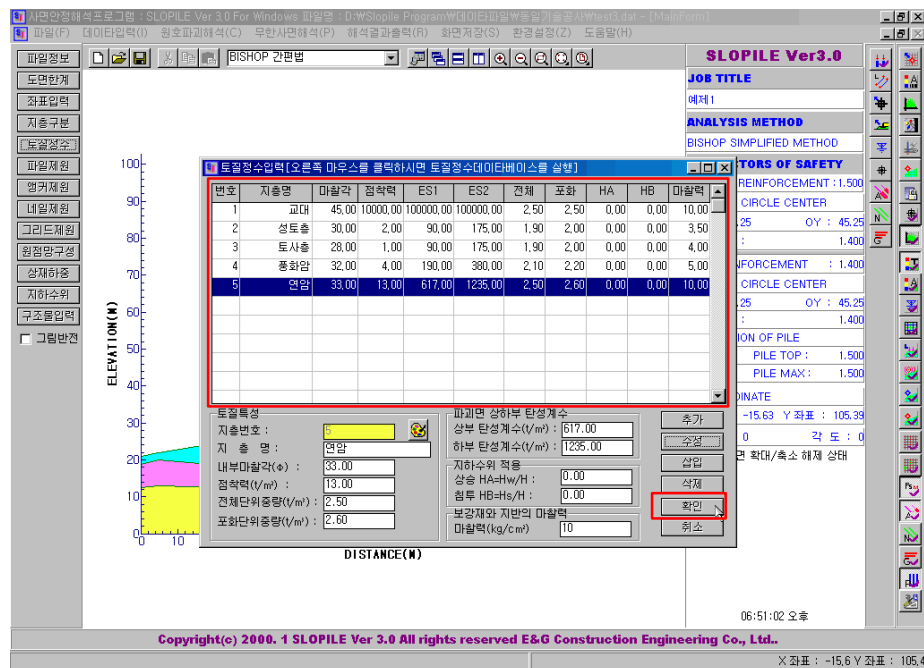 사면안정해석프로그램 : SLOPILE Ver 3.0 For Windows 파일명 : D:\Slopile Program\데이타파일\동일기술공사\test3.dat - [MainForm]
파일(F) 데이타입력(I) 원호파괴해석(C) 무한사면해석(P) 해석결과출력(R) 화면저장(S) 환경설정(Z) 도움말(H)
BISHOP 간편법
파일정보
도면한계
좌표입력
지층구분
토질정수
파일제원
앵커제원
네일제원
그리드제원
원점망구성
상재하중
지하수위
구조물입력
그림반전
ELEVATION(M)
100
80
70
60
50
40
30
20
10
0
0 10
DISTANCE(M)
토질정수입력[오른쪽 마우스를 클릭하시면 토질정수데이타베이스를 실행]
번호 지층명 마찰각 점착력 ES1 ES2 전체 포화 HA HB 마찰력
1 교대 45,00 10000,00 100000,00 100000,00 2,50 2,50 0,00 0,00 10,00
2 성토층 30,00 2,00 90,00 175,00 1,90 2,00 0,00 0,00 3,50
3 토사층 28,00 1,00 90,00 175,00 1,90 2,00 0,00 0,00 4,00
4 풍화암 32,00 4,00 190,00 380,00 2,10 2,20 0,00 0,00 5,00
5 연암 33,00 13,00 617,00 1235,00 2,50 2,60 0,00 0,00 10,00
토질특성
지층번호 : 5
지 층 명 : 연암
내부마찰각(Φ) : 33.00
점착력(t/m²) : 13.00
전체단위중량(t/m³) : 2.50
포화단위중량(t/m³) : 2.60
파괴면 상하부 탄성계수
상부 탄성계수(t/m²) : 617.00
하부 탄성계수(t/m²) : 1235.00
지하수위 적용
상승 HA=Hw/H : 0.00
침투 HB=Hs/H : 0.00
보강재와 지반의 마찰력
마찰력(kg/cm²) 10
추가
수정
삽입
삭제
확인
취소
SLOPILE Ver3.0
JOB TITLE
예제1
ANALYSIS METHOD
BISHOP SIMPLIFIED METHOD
TORS OF SAFETY
REINFORCEMENT : 1.500
CIRCLE CENTER
.25 OY : 45.25
: 1.400
NFORCEMENT : 1.400
CIRCLE CENTER
.25 OY : 45.25
: 1.400
ION OF PILE
PILE TOP : 1.500
PILE MAX : 1.500
DINATE
-15.63 Y 좌표 : 105.39
0 각 도 : 0
면 확대/축소 해제 상태
06:51:02 오후
Copyright(c) 2000. 1 SLOPILE Ver 3.0 All rights reserved E&G Construction Engineering Co., Ltd..
X 좌표 : -15,6 Y 좌표 : 105,4